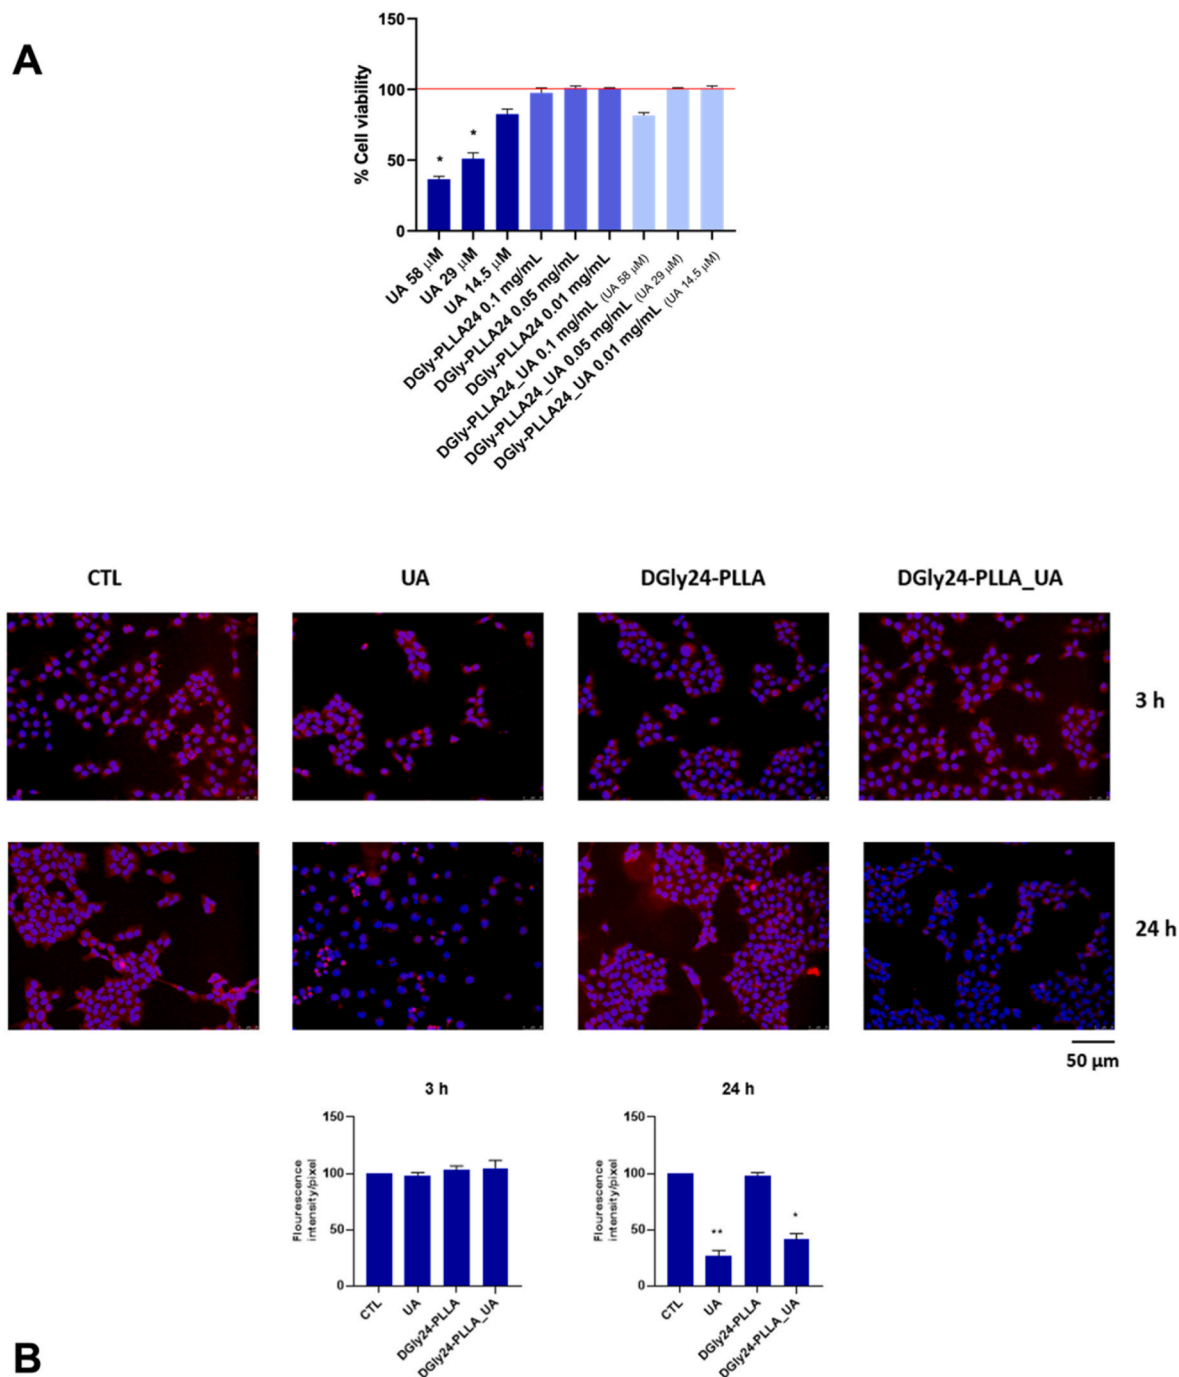 A
150
100
50
0
% Cell viability
*
*
UA 58 μM
UA 29 μM
UA 14.5 μM
DGly-PLLA24 0.1 mg/mL
DGly-PLLA24 0.05 mg/mL
DGly-PLLA24 0.01 mg/mL
DGly-PLLA24_UA 0.1 mg/mL (UA 58 μM)
DGly-PLLA24_UA 0.05 mg/mL (UA 29 μM)
DGly-PLLA24_UA 0.01 mg/mL (UA 14.5 μM)
CTL
UA
DGly24-PLLA
DGly24-PLLA_UA
3 h
24 h
50 μm
3 h
150
100
50
0
Flourescence
intensity/pixel
CTL
UA
DGly24-PLLA
DGly24-PLLA_UA
24 h
150
100
50
0
Flourescence
intensity/pixel
**
*
CTL
UA
DGly24-PLLA
DGly24-PLLA_UA
B